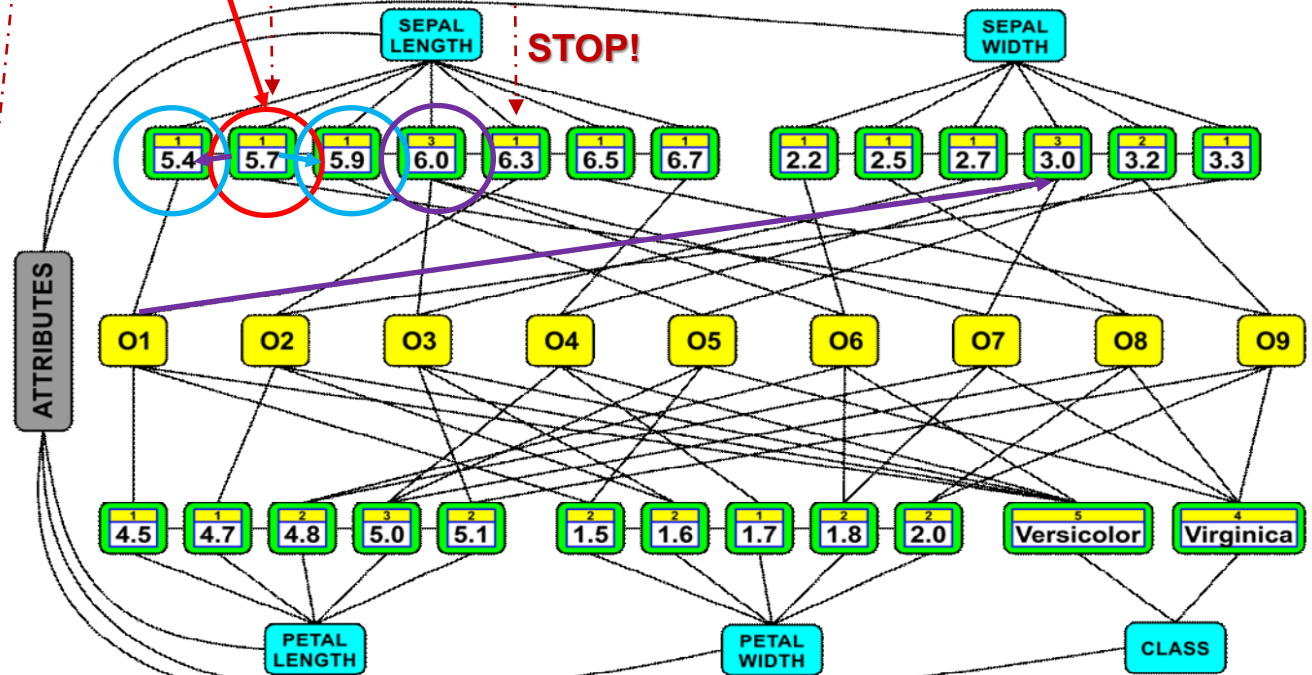 SEPAL
LENGTH
STOP!
SEPAL
WIDTH
1 1 1 3 1 1 1
5.4 5.7 5.9 6.0 6.3 6.5 6.7
1 1 1 3 2 1
2.2 2.5 2.7 3.0 3.2 3.3
ATTRIBUTES
O1 O2 O3 O4 O5 O6 O7 O8 O9
1 1 2 3 2
4.5 4.7 4.8 5.0 5.1
2 2 1 2 2
1.5 1.6 1.7 1.8 2.0
5 4
Versicolor Virginica
PETAL
LENGTH
PETAL
WIDTH
CLASS